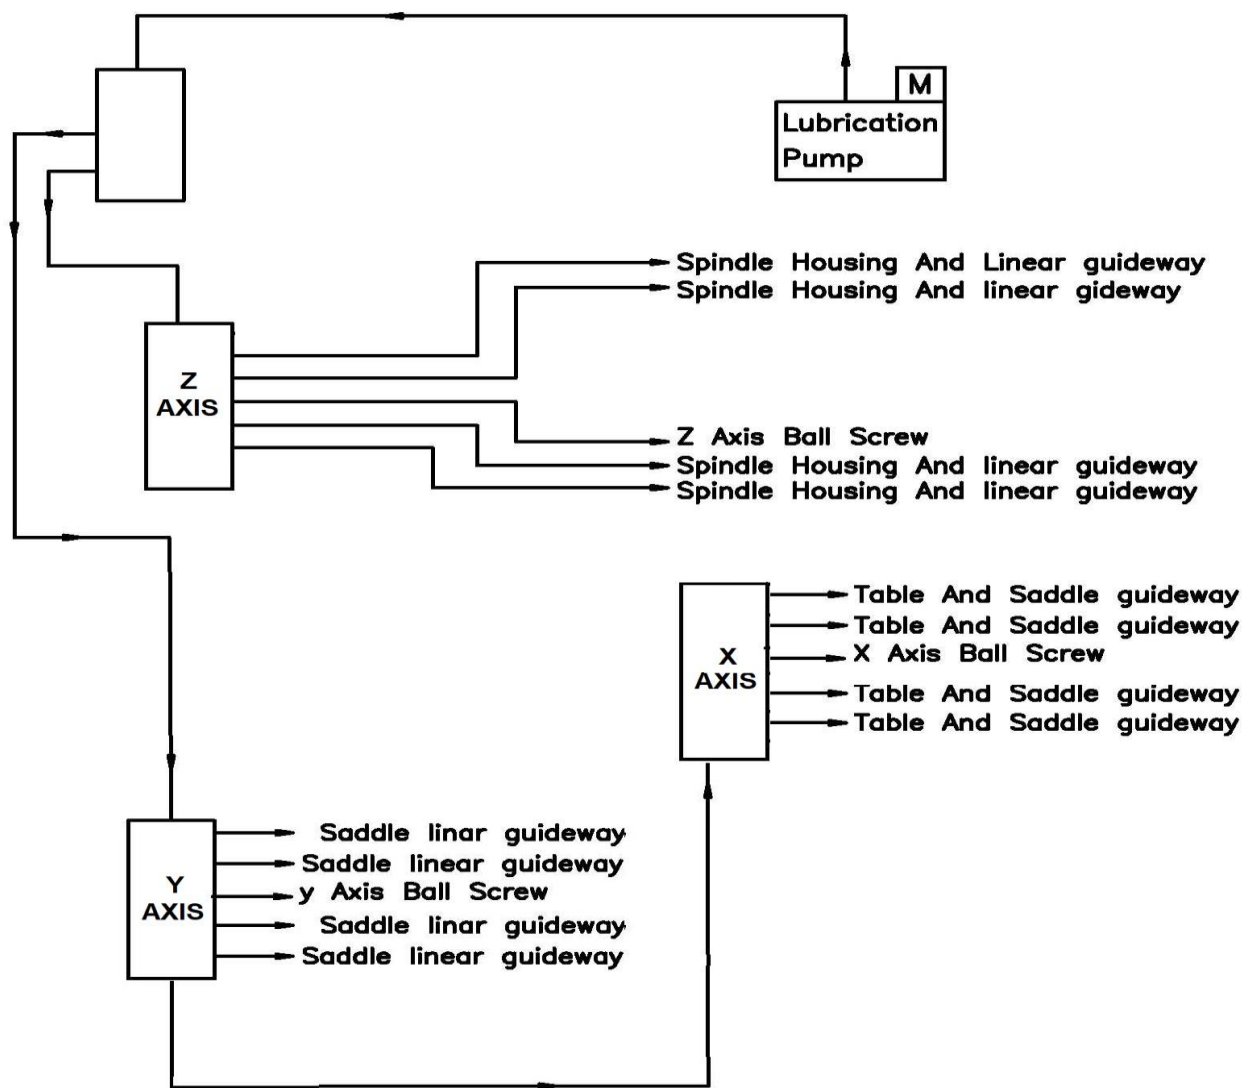 M
Lubrication
Pump
Spindle Housing And Linear guideway
Spindle Housing And linear gideway
Z
AXIS
Z Axis Ball Screw
Spindle Housing And linear guideway
Spindle Housing And linear guideway
X
AXIS
Table And Saddle guideway
Table And Saddle guideway
X Axis Ball Screw
Table And Saddle guideway
Table And Saddle guideway
Y
AXIS
Saddle linar guideway
Saddle linear guideway
y Axis Ball Screw
Saddle linar guideway
Saddle linear guideway